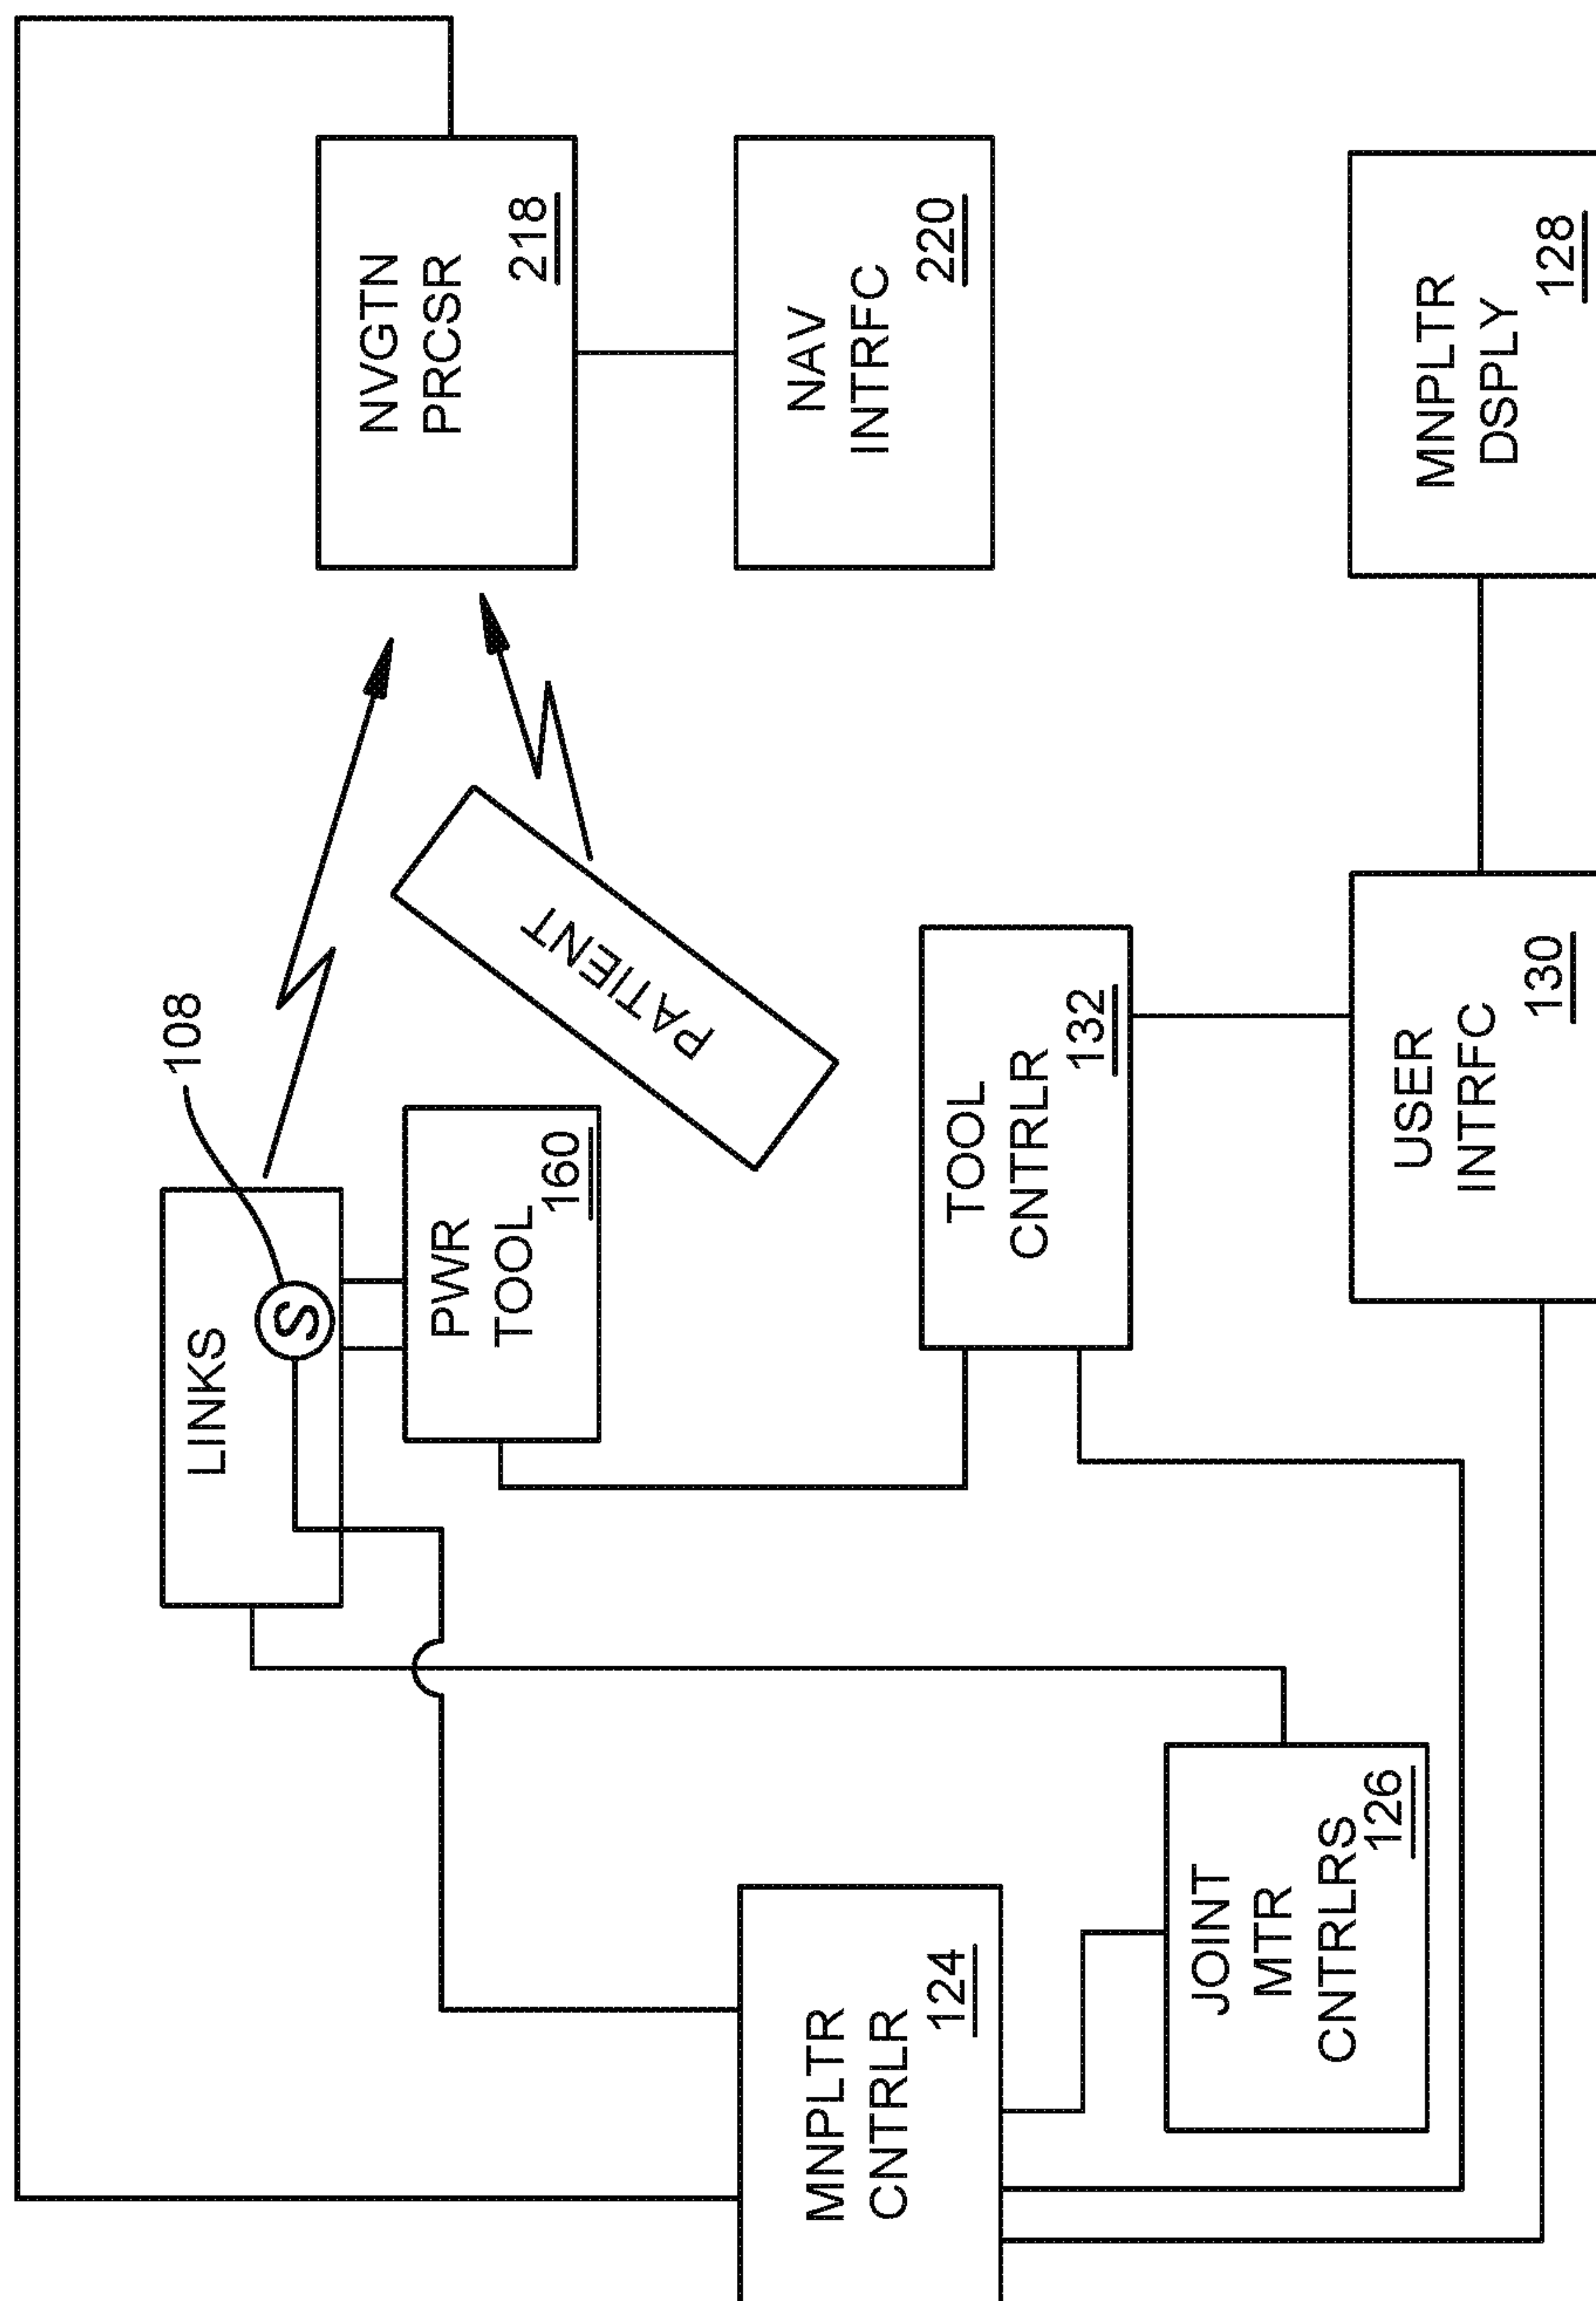 LINKS
S
108
PWR
TOOL
160
PATIENT
NVGTN
PRCSR
218
NAV
INTRFC
220
MNPLTR
CNTRLR
124
JOINT
MTR
CNTRLRS
126
TOOL
CNTRLR
132
USER
INTRFC
130
MNPLTR
DSPLY
128